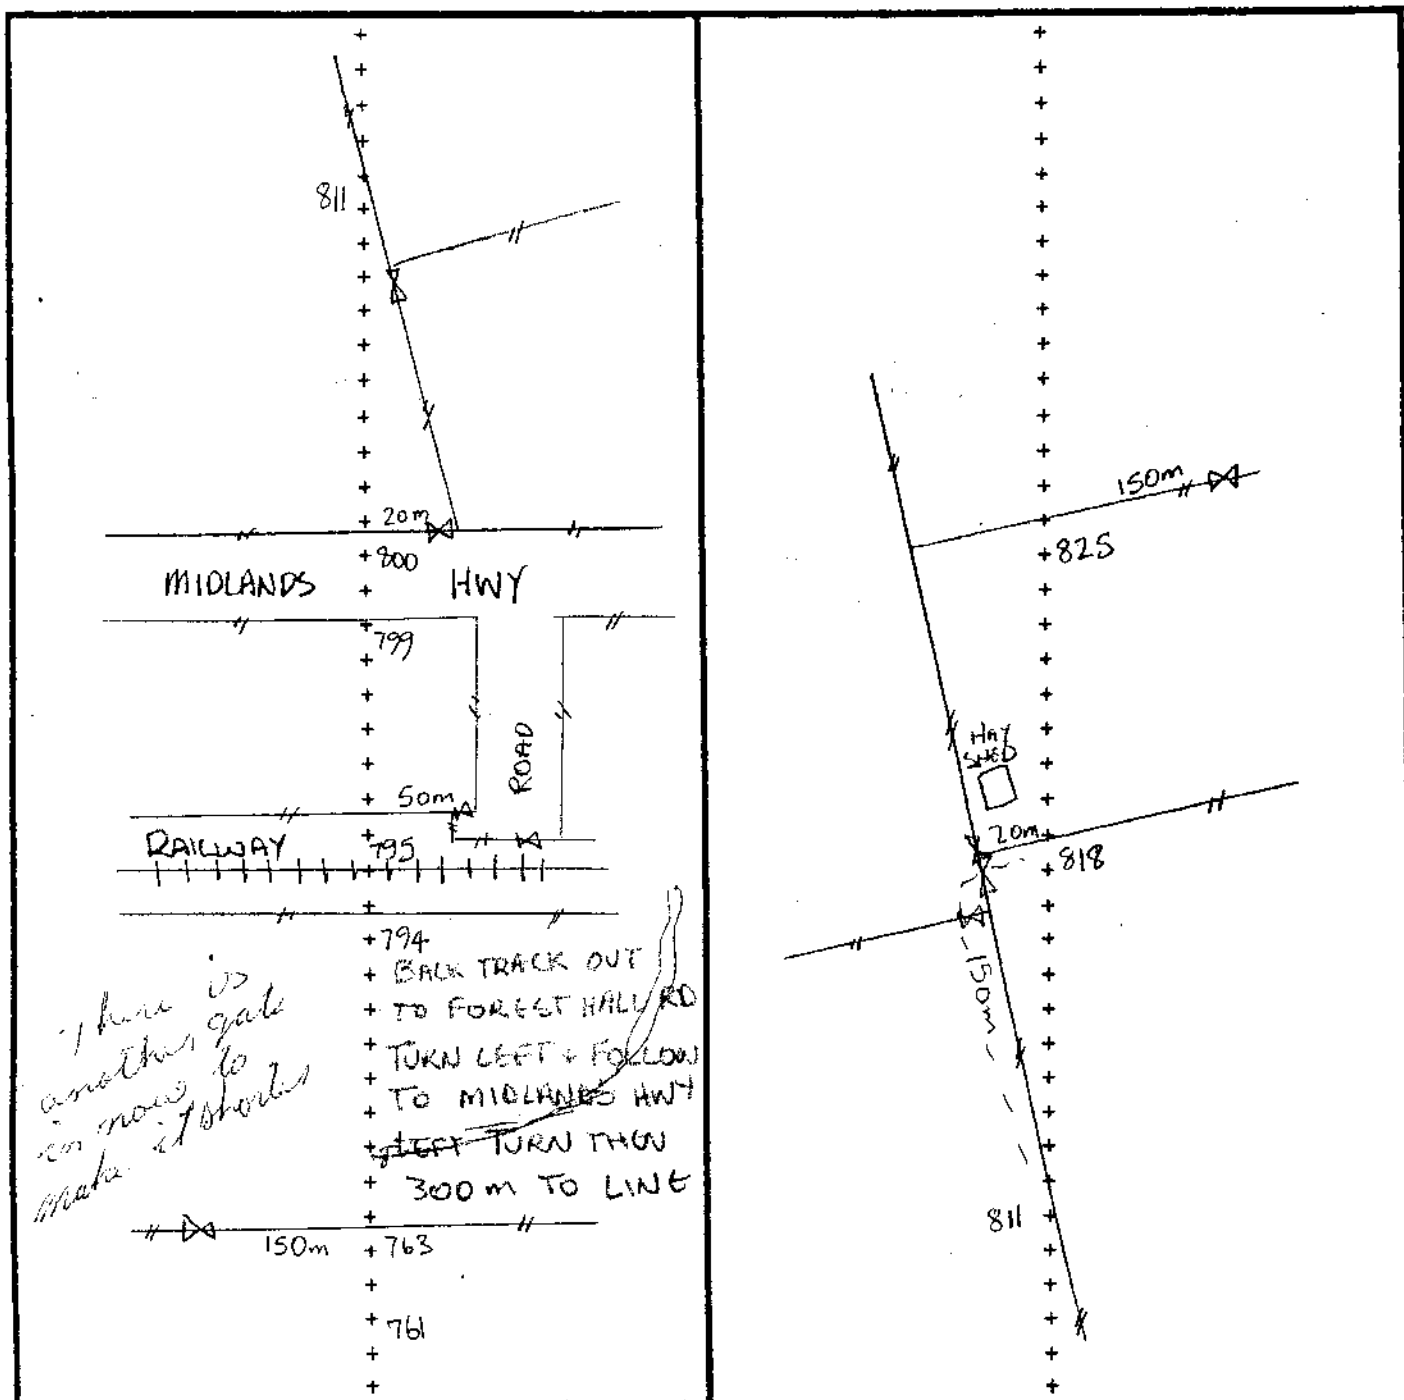 811
20m
800
MIDLANDS HWY
799
ROAD
50m
RAILWAY
795
794
BACK TRACK OUT
TO FOREST HALL RD
TURN LEFT + FOLLOW
TO MIDLANDS HWY
LEFT TURN THEN
300m TO LINE
There is
another gate
in now to
make it shorter
150m
763
761
150m
825
HAY
SHED
20m
818
150m
811